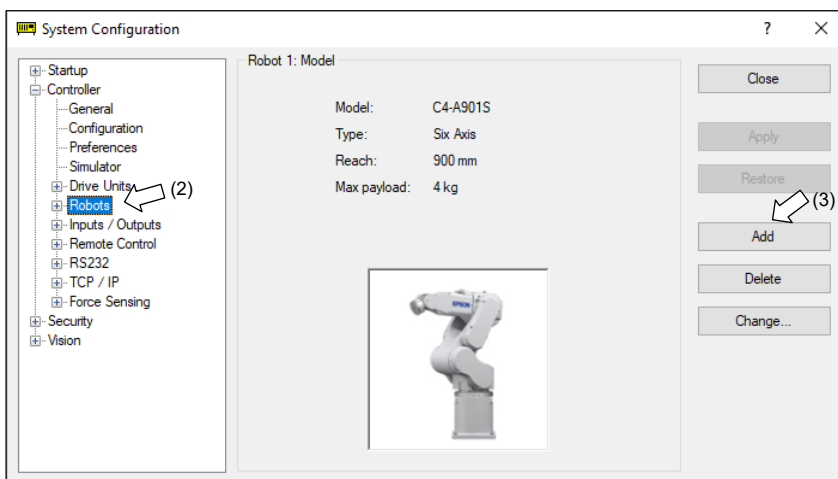 System Configuration
? ×
Startup
Controller
General
Configuration
Preferences
Simulator
Drive Units
(2)
Robots
Inputs / Outputs
Remote Control
RS232
TCP / IP
Force Sensing
Security
Vision
Robot 1: Model
Model: C4-A901S
Type: Six Axis
Reach: 900 mm
Max payload: 4 kg
EPSON
Close
Apply
Restore
(3)
Add
Delete
Change...